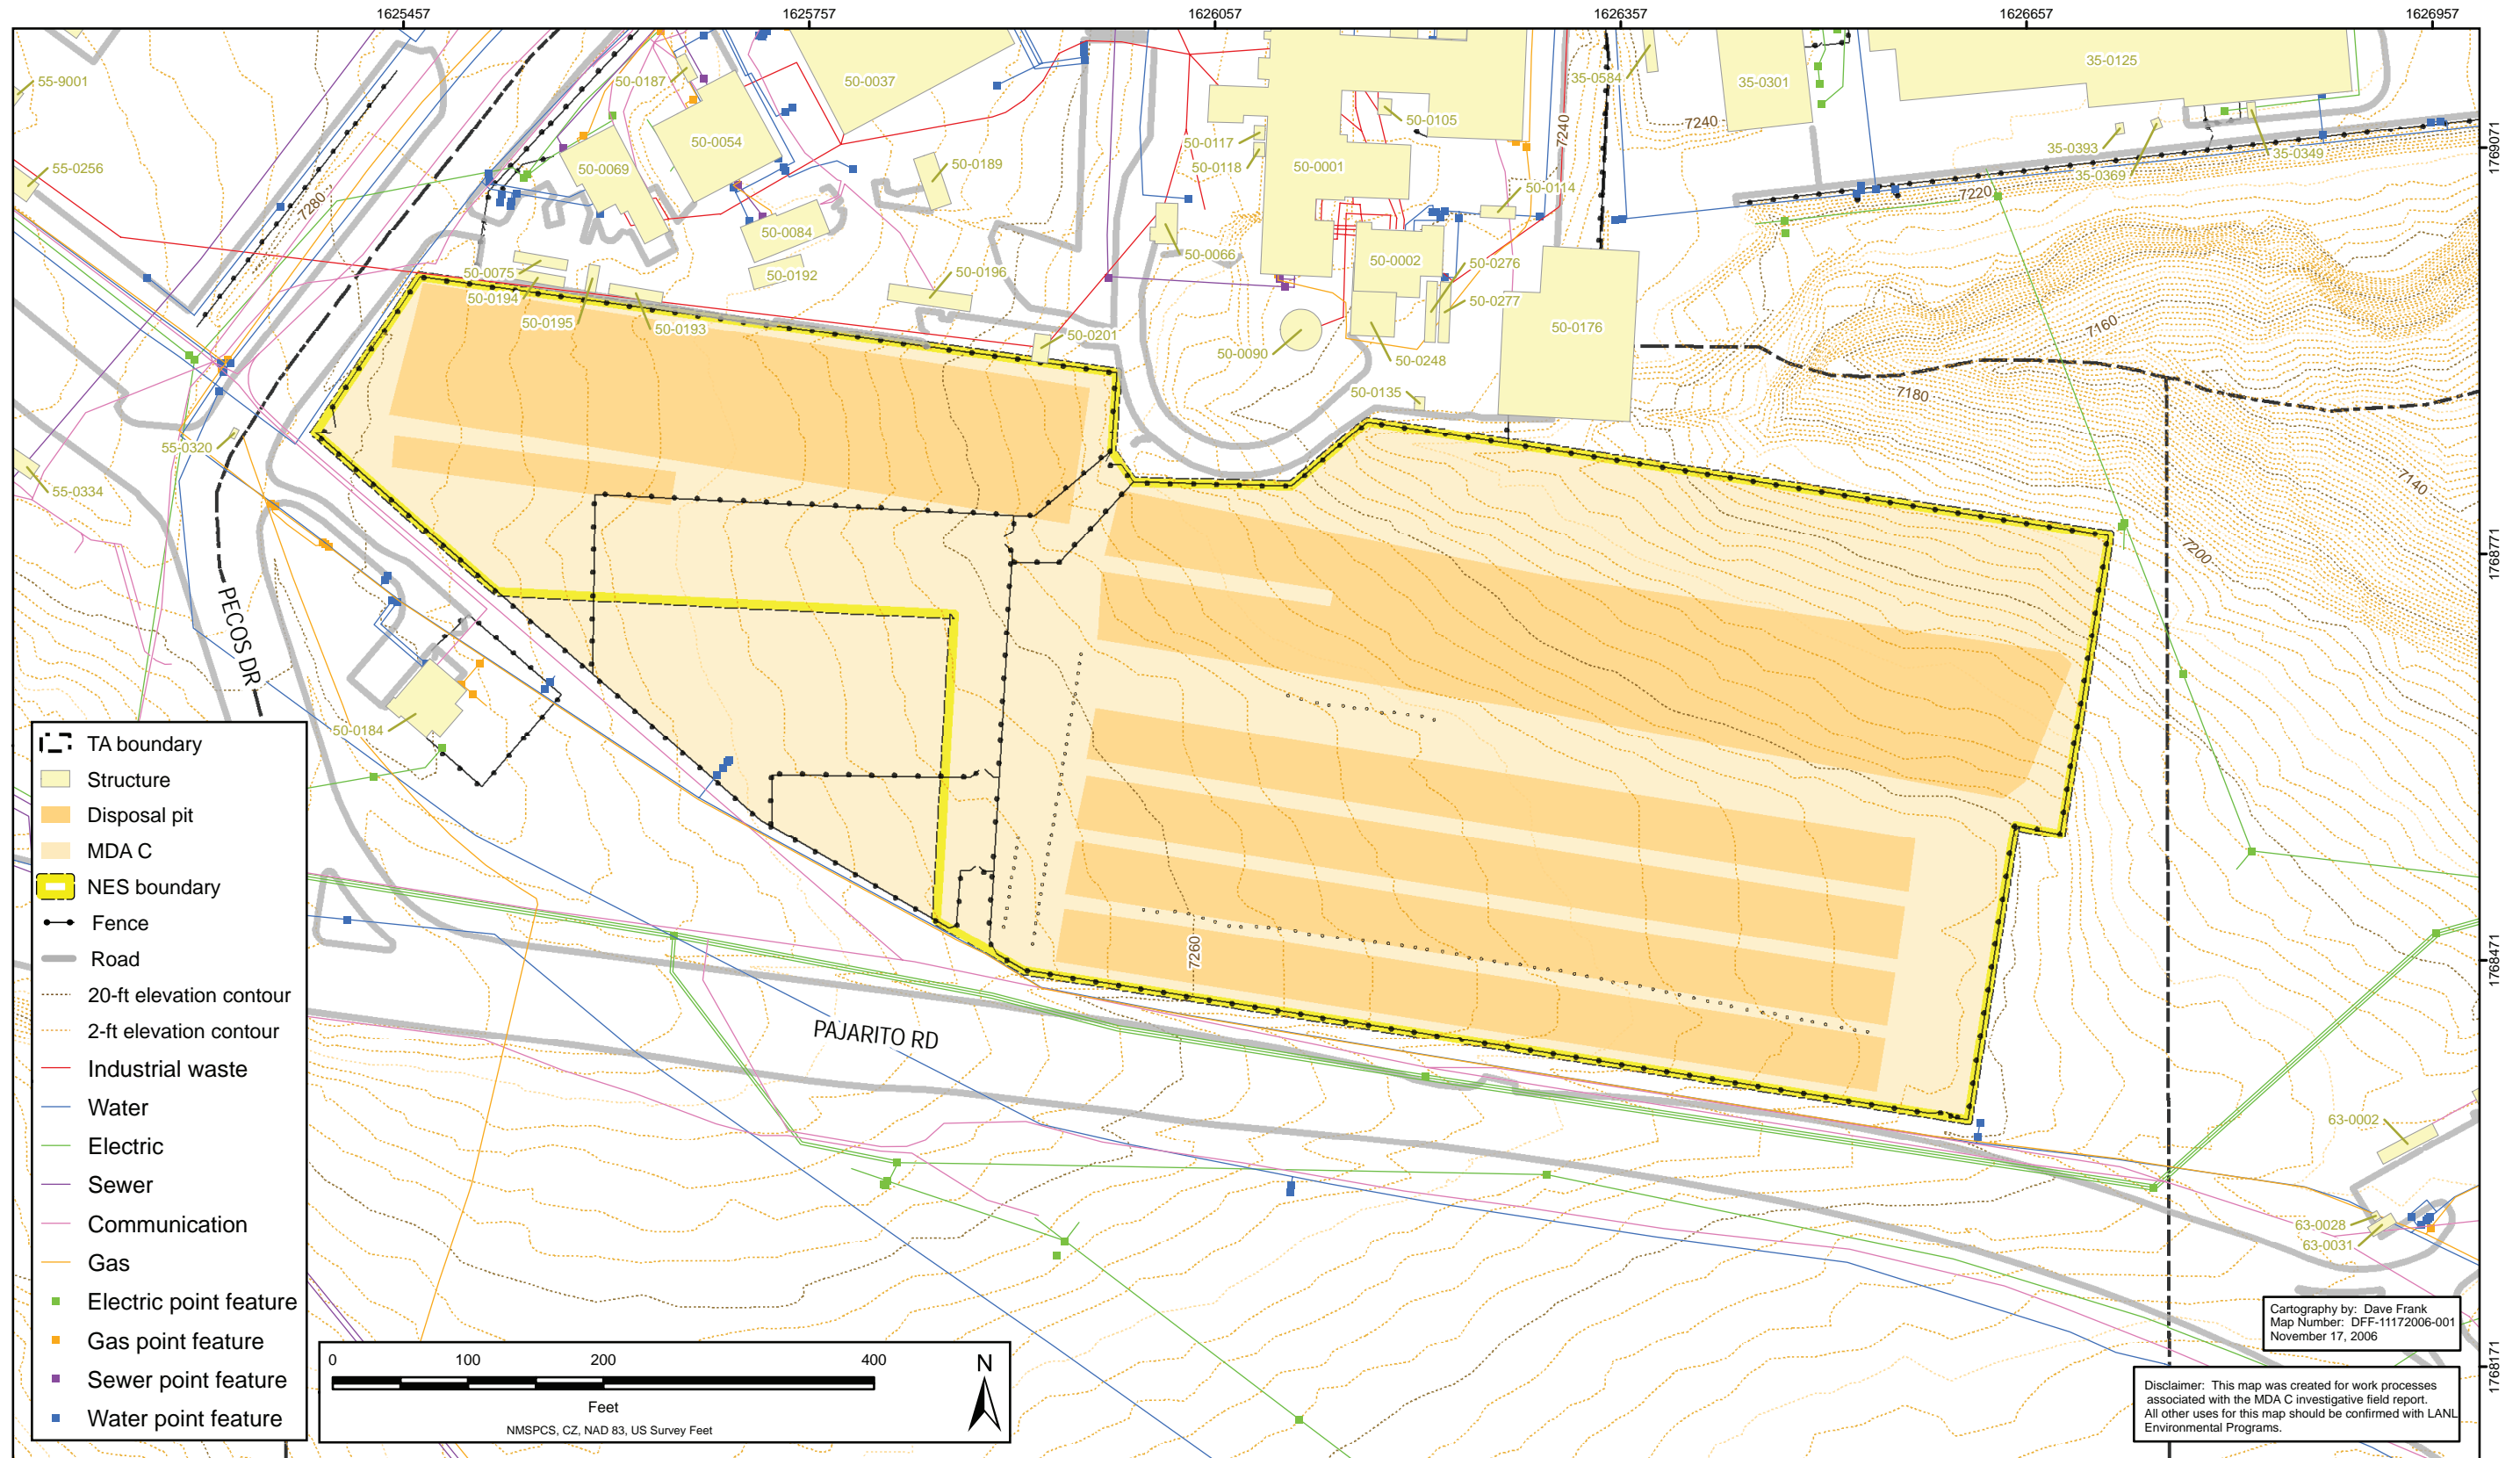 1625457
1625757
1626057
1626357
1626657
1626957
1769071
1768771
1768471
1768171
55-9001
55-0256
55-0334
55-0320
7280
50-0187
50-0037
50-0054
50-0069
50-0189
50-0084
50-0192
50-0075
50-0194
50-0195
50-0193
50-0196
50-0201
50-0117
50-0118
50-0001
50-0105
50-0114
50-0066
50-0002
50-0276
50-0277
50-0090
50-0248
50-0135
50-0176
7240
35-0584
35-0301
35-0125
7240
35-0393
35-0369
35-0349
7220
7160
7180
7140
7200
PECOS DR
50-0184
7260
PAJARITO RD
63-0002
63-0028
63-0031
TA boundary
Structure
Disposal pit
MDA C
NES boundary
Fence
Road
20-ft elevation contour
2-ft elevation contour
Industrial waste
Water
Electric
Sewer
Communication
Gas
Electric point feature
Gas point feature
Sewer point feature
Water point feature
0 100 200 400
Feet
NMSPCS, CZ, NAD 83, US Survey Feet
N
Cartography by: Dave Frank
Map Number: DFF-11172006-001
November 17, 2006
Disclaimer: This map was created for work processes
associated with the MDA C investigative field report.
All other uses for this map should be confirmed with LANL
Environmental Programs.